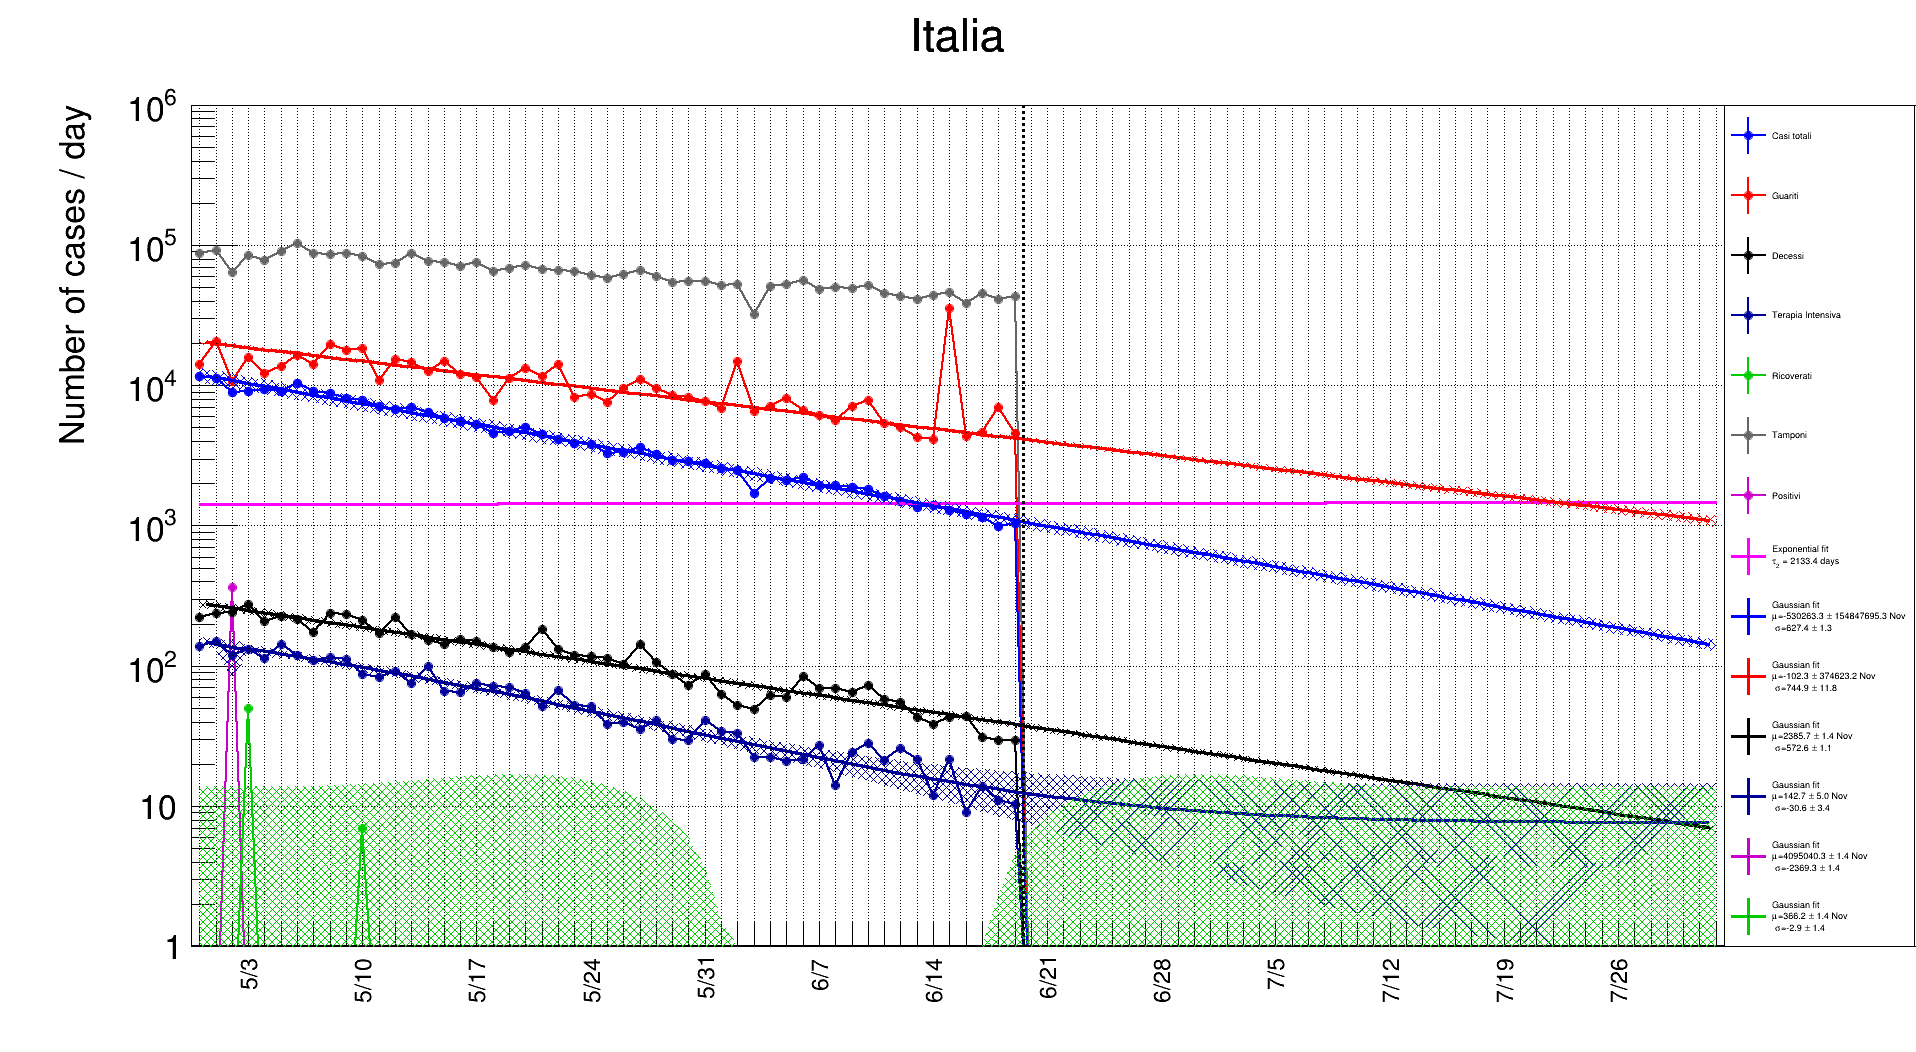 Italia
Number of cases / day
10^6
10^5
10^4
10^3
10^2
10
1
5/3
5/10
5/17
5/24
5/31
6/7
6/14
6/21
6/28
7/5
7/12
7/19
7/26
Casi totali
Guariti
Decessi
Terapia Intensiva
Ricoverati
Tamponi
Positivi
Exponential fit
τ₂ = 2133.4 days
Gaussian fit
μ=-530263.3 ± 154847695.3 Nov
σ=627.4 ± 1.3
Gaussian fit
μ=-102.3 ± 374623.2 Nov
σ=744.9 ± 11.8
Gaussian fit
μ=2385.7 ± 1.4 Nov
σ=572.6 ± 1.1
Gaussian fit
μ=142.7 ± 5.0 Nov
σ=-30.6 ± 3.4
Gaussian fit
μ=4095040.3 ± 1.4 Nov
σ=-2369.3 ± 1.4
Gaussian fit
μ=366.2 ± 1.4 Nov
σ=-2.9 ± 1.4